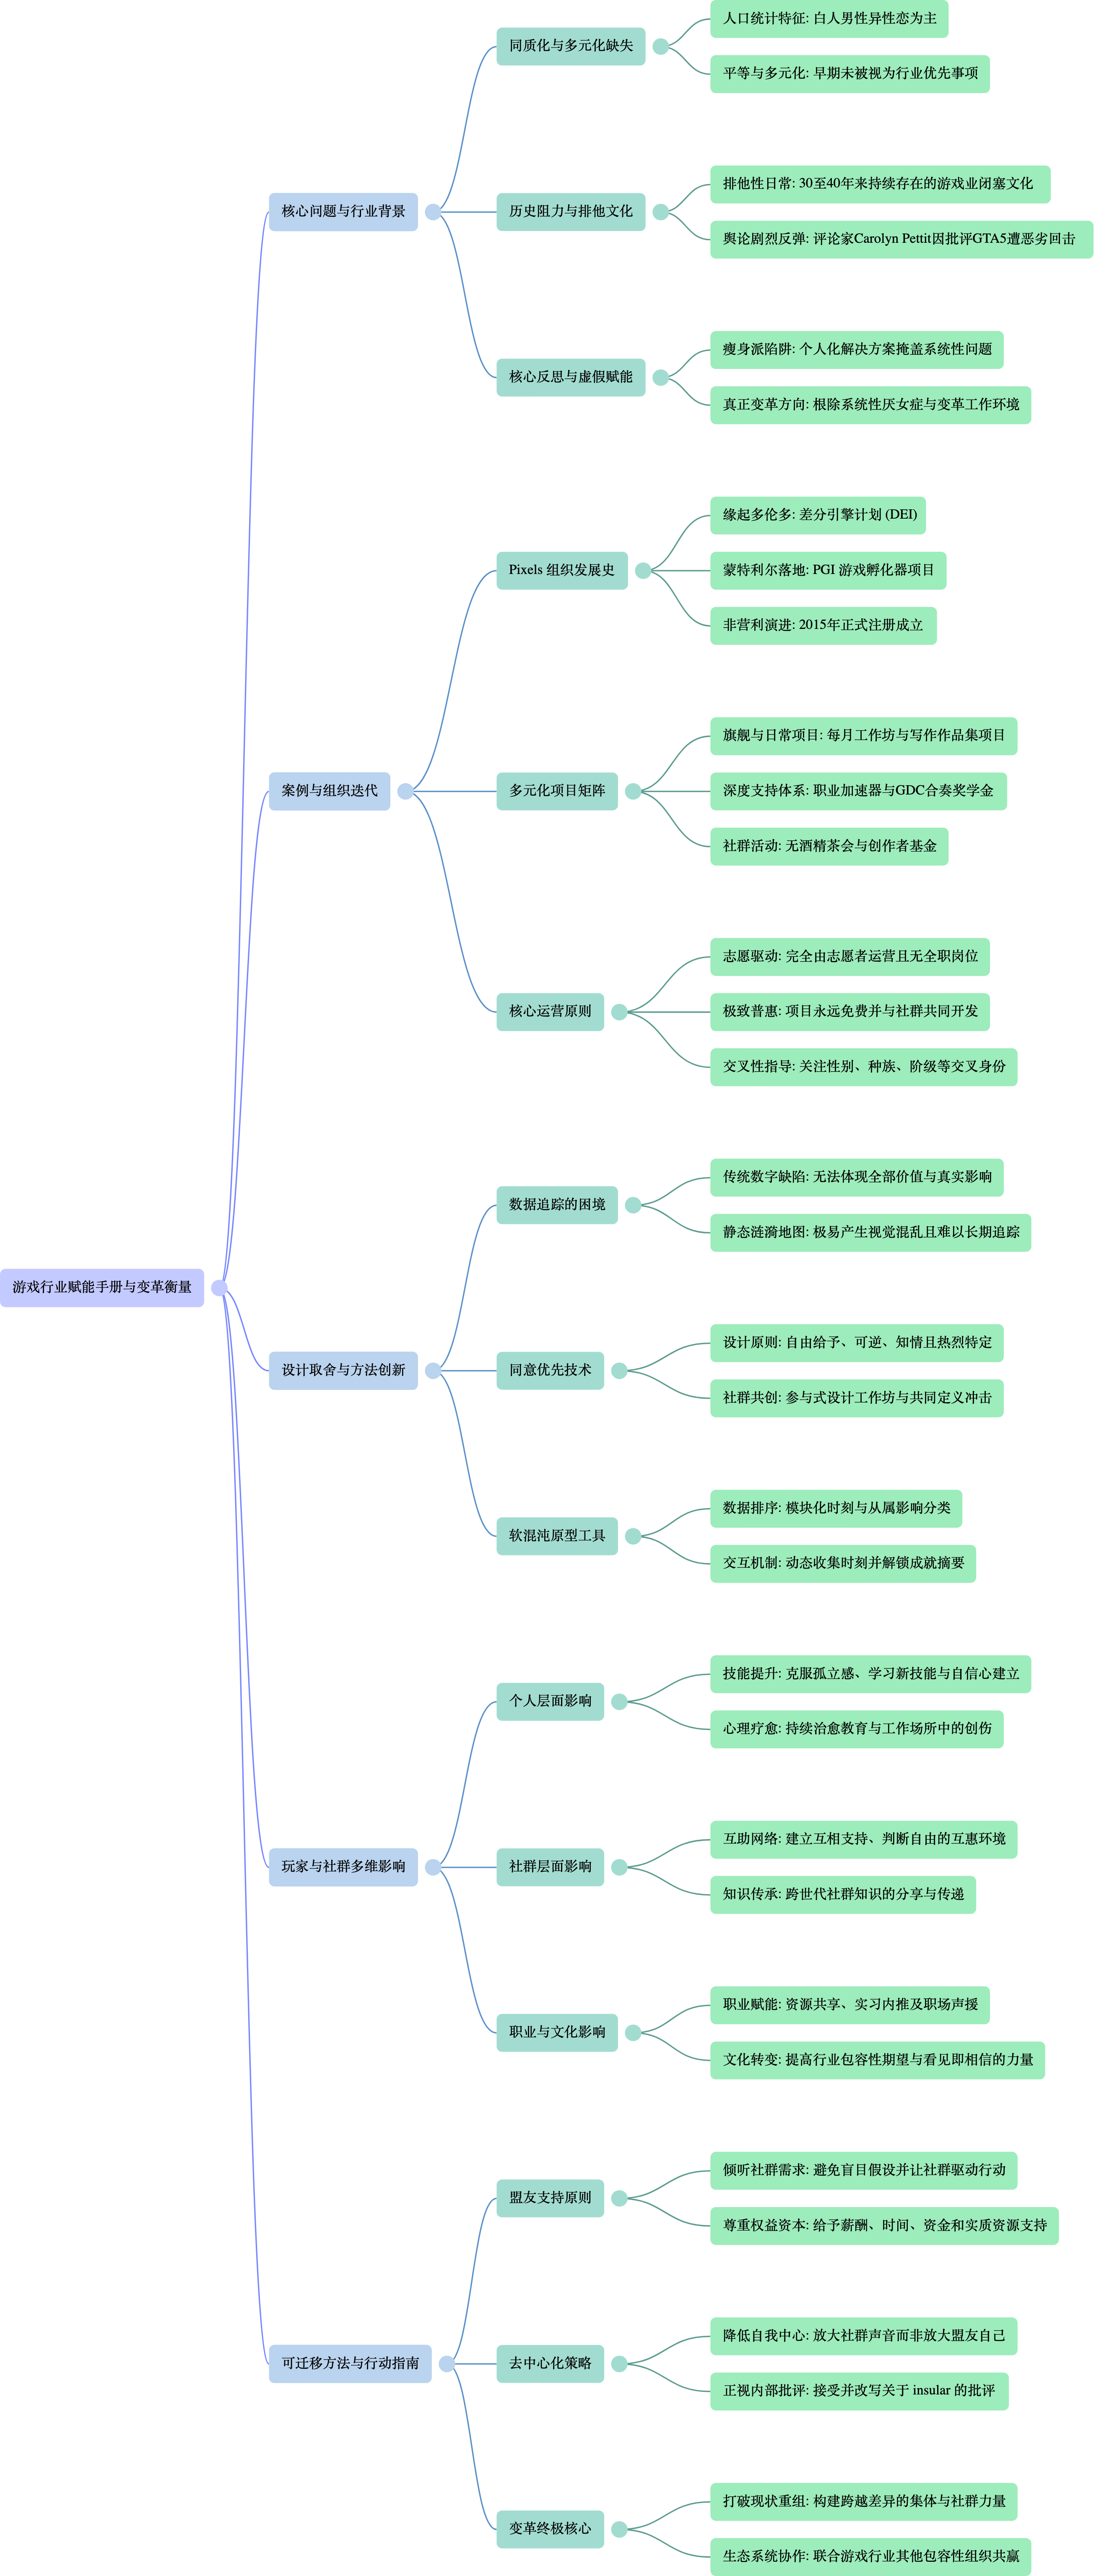 游戏行业赋能手册与变革衡量
核心问题与行业背景
同质化与多元化缺失
人口统计特征: 白人男性异性恋为主
平等与多元化: 早期未被视为行业优先事项
历史阻力与排他文化
排他性日常: 30至40年来持续存在的游戏业闭塞文化
舆论剧烈反弹: 评论家Carolyn Pettit因批评GTA5遭恶劣回击
核心反思与虚假赋能
瘦身派陷阱: 个人化解决方案掩盖系统性问题
真正变革方向: 根除系统性厌女症与变革工作环境
案例与组织迭代
Pixels 组织发展史
缘起多伦多: 差分引擎计划 (DEI)
蒙特利尔落地: PGI 游戏孵化器项目
非营利演进: 2015年正式注册成立
多元化项目矩阵
旗舰与日常项目: 每月工作坊与写作作品集项目
深度支持体系: 职业加速器与GDC合奏奖学金
社群活动: 无酒精茶会与创作者基金
核心运营原则
志愿驱动: 完全由志愿者运营且无全职岗位
极致普惠: 项目永远免费并与社群共同开发
交叉性指导: 关注性别、种族、阶级等交叉身份
设计取舍与方法创新
数据追踪的困境
传统数字缺陷: 无法体现全部价值与真实影响
静态涟漪地图: 极易产生视觉混乱且难以长期追踪
同意优先技术
设计原则: 自由给予、可逆、知情且热烈特定
社群共创: 参与式设计工作坊与共同定义冲击
软混沌原型工具
数据排序: 模块化时刻与从属影响分类
交互机制: 动态收集时刻并解锁成就摘要
玩家与社群多维影响
个人层面影响
技能提升: 克服孤立感、学习新技能与自信心建立
心理疗愈: 持续治愈教育与工作场所中的创伤
社群层面影响
互助网络: 建立互相支持、判断自由的互惠环境
知识传承: 跨世代社群知识的分享与传递
职业与文化影响
职业赋能: 资源共享、实习内推及职场声援
文化转变: 提高行业包容性期望与看见即相信的力量
可迁移方法与行动指南
盟友支持原则
倾听社群需求: 避免盲目假设并让社群驱动行动
尊重权益资本: 给予薪酬、时间、资金和实质资源支持
去中心化策略
降低自我中心: 放大社群声音而非放大盟友自己
正视内部批评: 接受并改写关于 insular 的批评
变革终极核心
打破现状重组: 构建跨越差异的集体与社群力量
生态系统协作: 联合游戏行业其他包容性组织共赢